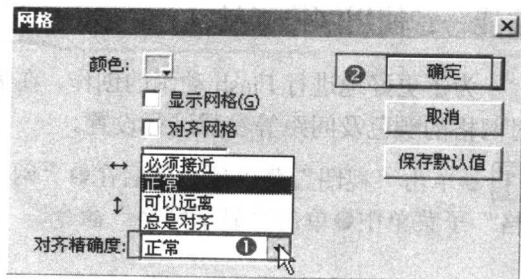 网格
颜色:
❷ 确定
显示网格(G)
取消
对齐网格
保存默认值
↔ 必须接近
正常
↕ 可以远离
总是对齐
对齐精确度: 正常 ❶